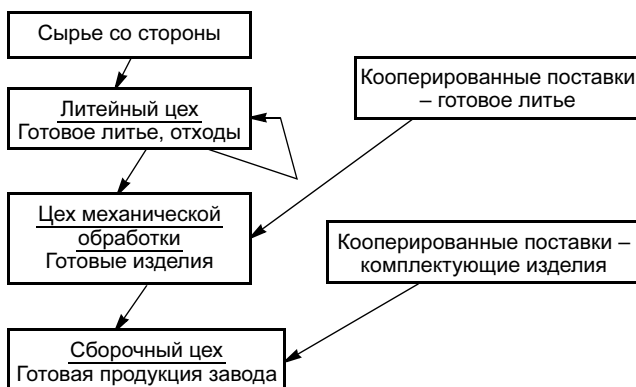 Сырье со стороны
Литейный цех
Готовое литье, отходы
Кооперированные поставки
– готовое литье
Цех механической
обработки
Готовые изделия
Кооперированные поставки –
комплектующие изделия
Сборочный цех
Готовая продукция завода